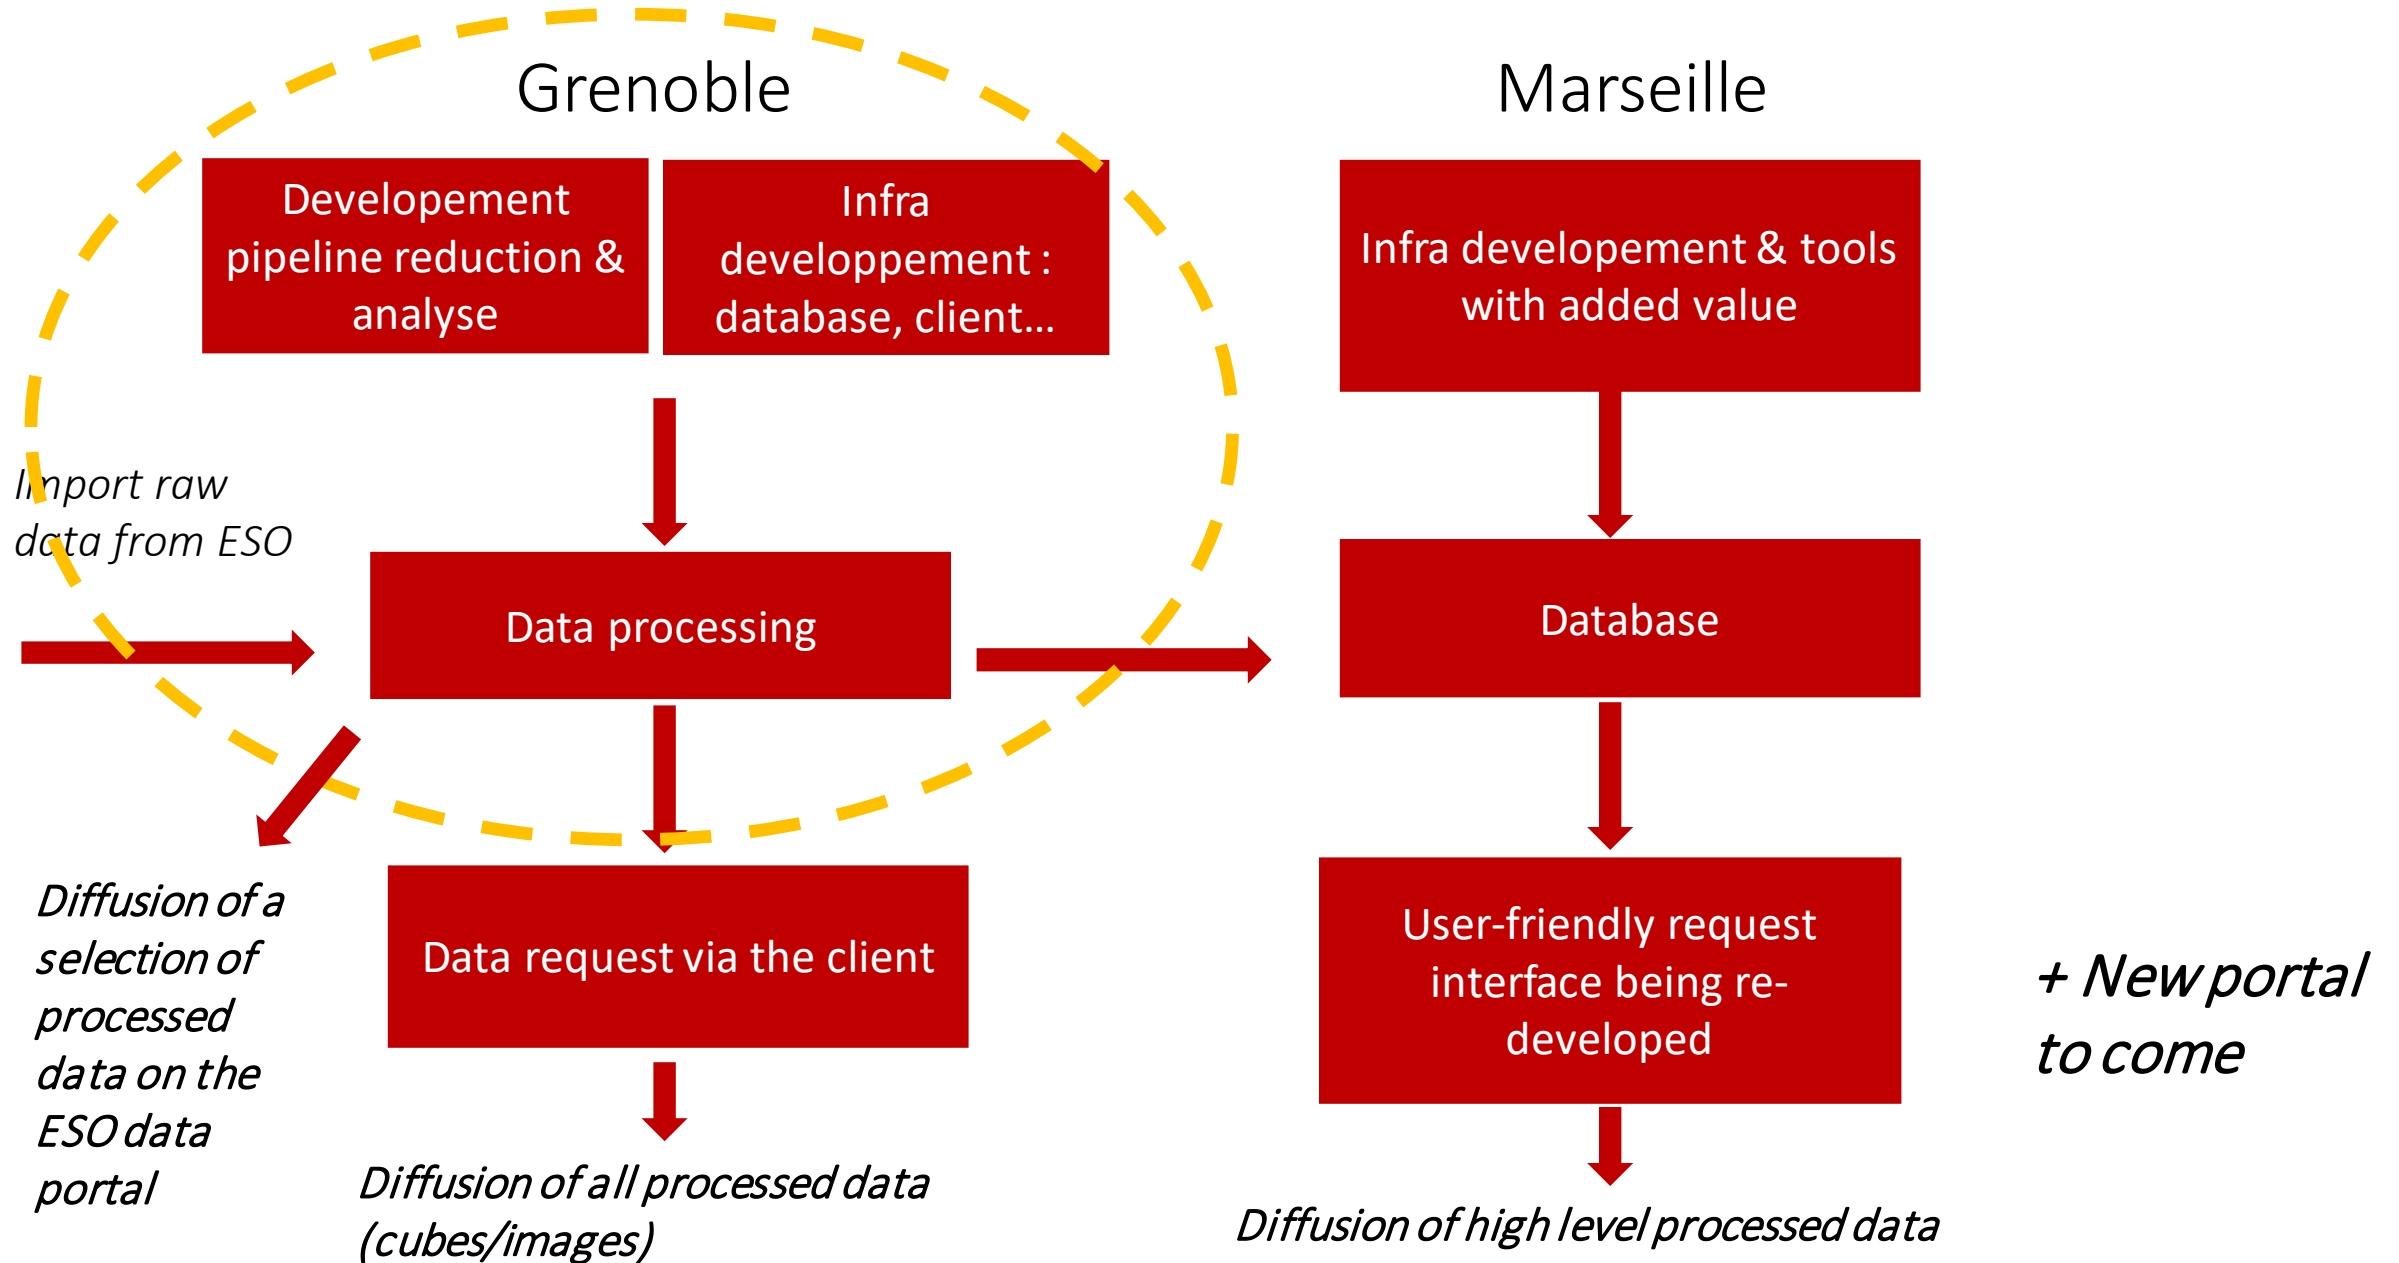 Grenoble
Marseille
Developement
pipeline reduction &
analyse
Infra
developpement :
database, client...
Infra developement & tools
with added value
Import raw
data from ESO
Data processing
Database
Diffusion of a
selection of
processed
data on the
ESO data
portal
Data request via the client
User-friendly request
interface being re-
developed
+ New portal
to come
Diffusion of all processed data
(cubes/images)
Diffusion of high level processed data